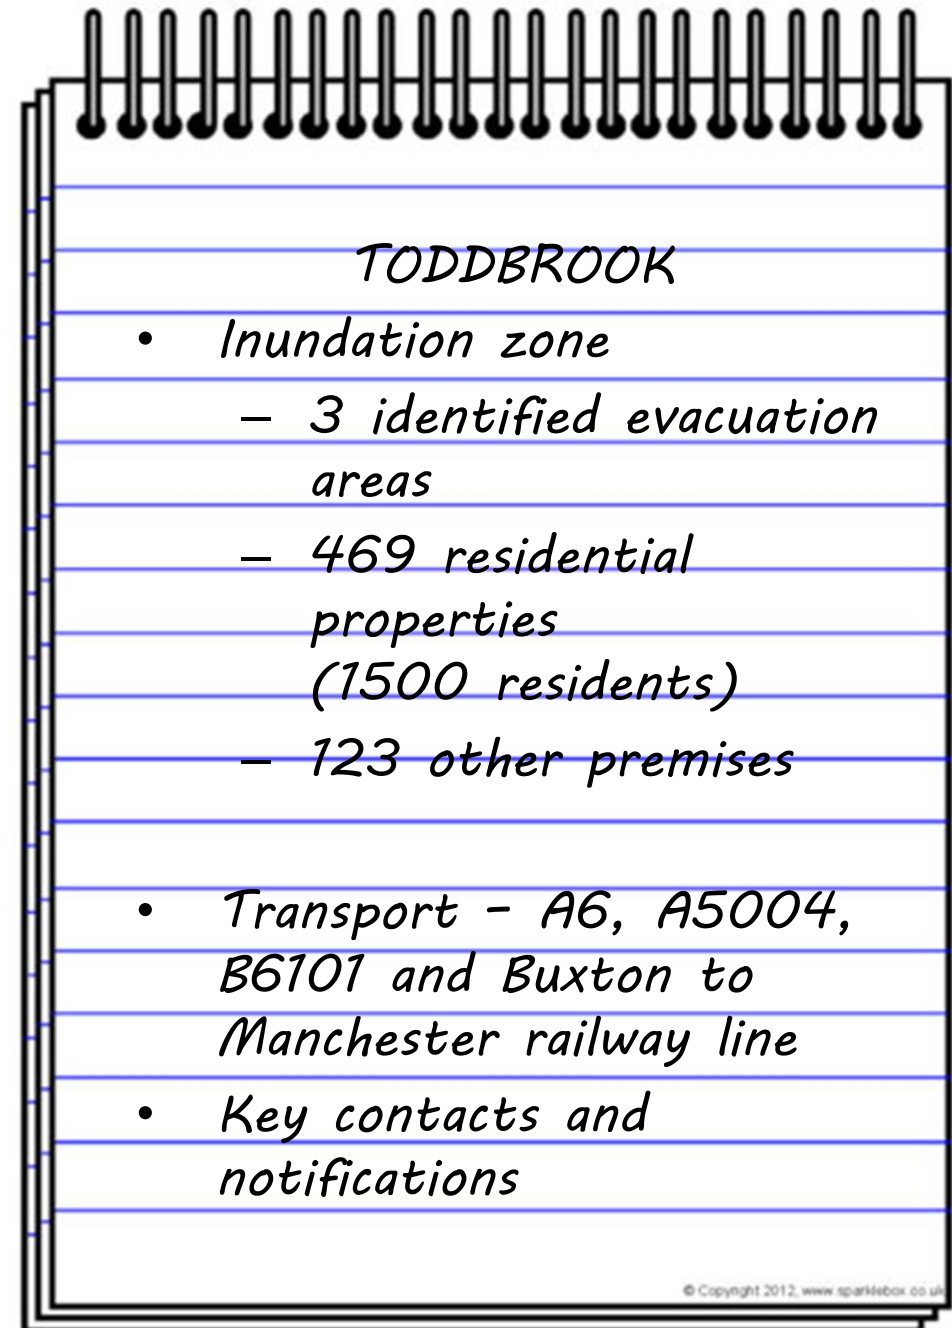 TODDBROOK
• Inundation zone
– 3 identified evacuation
areas
– 469 residential
properties
(1500 residents)
– 123 other premises
• Transport – A6, A5004,
B6101 and Buxton to
Manchester railway line
• Key contacts and
notifications
© Copyright 2012, www.sparklebox.co.uk